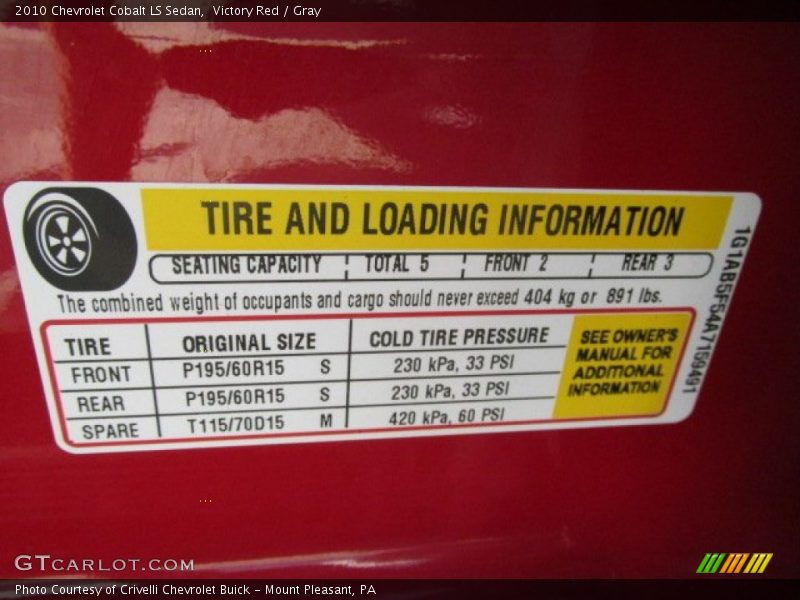 2010 Chevrolet Cobalt LS Sedan,  Victory Red / Gray
TIRE AND LOADING INFORMATION
SEATING CAPACITY ¦ TOTAL 5 ¦ FRONT 2 ¦ REAR 3
The combined weight of occupants and cargo should never exceed 404 kg or 891 lbs.
TIRE ORIGINAL SIZE COLD TIRE PRESSURE
FRONT P195/60R15 S 230 kPa, 33 PSI
REAR P195/60R15 S 230 kPa, 33 PSI
SPARE T115/70D15 M 420 kPa, 60 PSI
SEE OWNER'S
MANUAL FOR
ADDITIONAL
INFORMATION
1G1AB5F54A7159491
GTCARLOT.COM
Photo Courtesy of Crivelli Chevrolet Buick - Mount Pleasant, PA